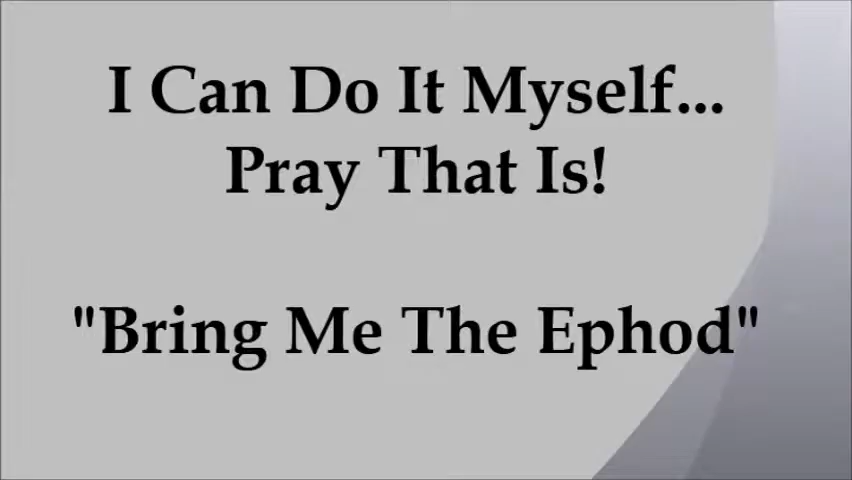 I Can Do It Myself...
Pray That Is!
"Bring Me The Ephod"